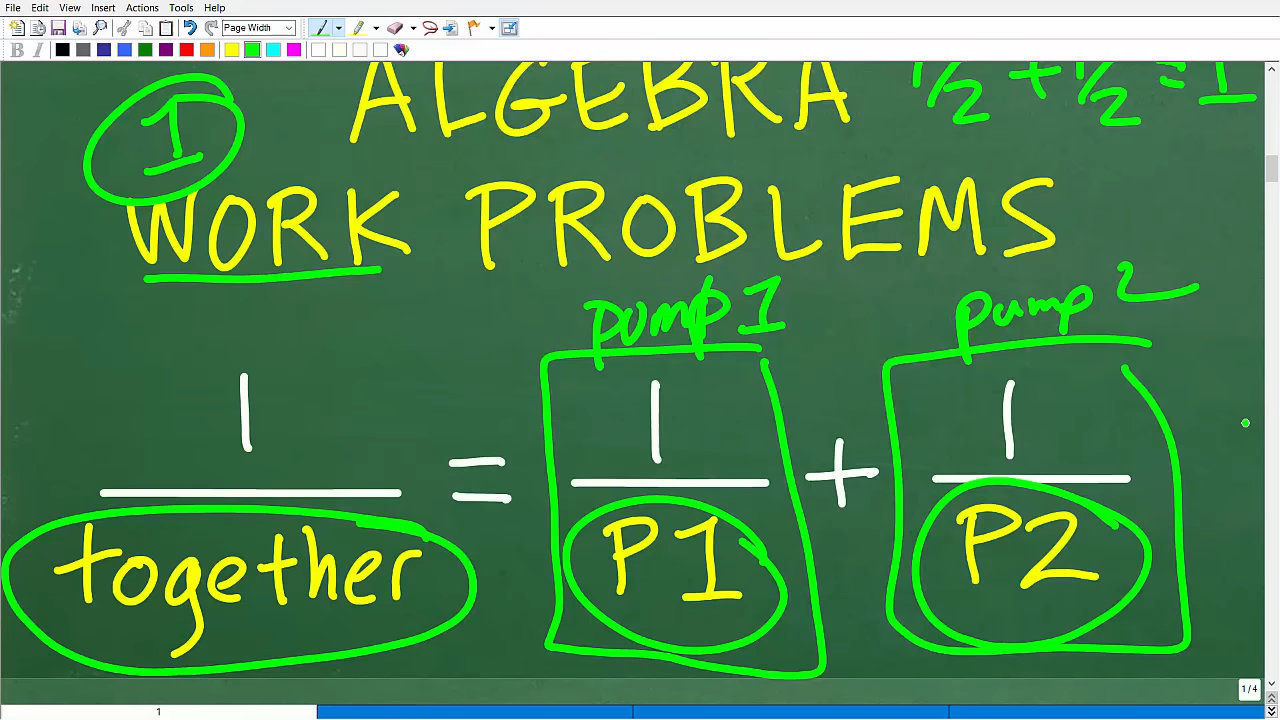 File Edit View Insert Actions Tools Help
Page Width
B I
ALGEBRA 1/2 + 1/2 = 1
1
WORK PROBLEMS
pump 1 pump 2
1 = 1 + 1
together P1 P2
1/4
1